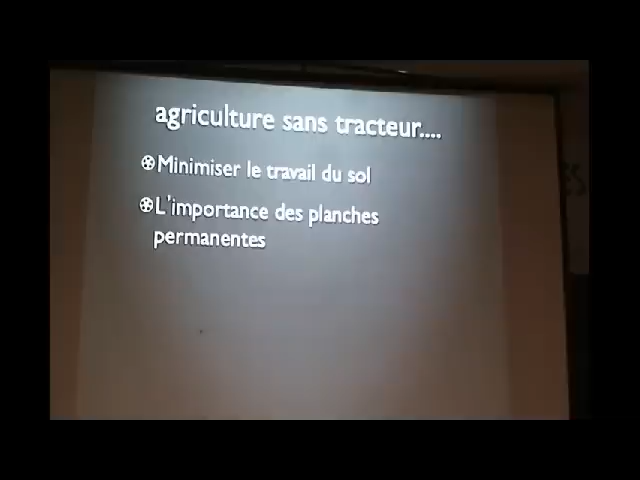 agriculture sans tracteur....
Minimiser le travail du sol
L'importance des planches
permanentes